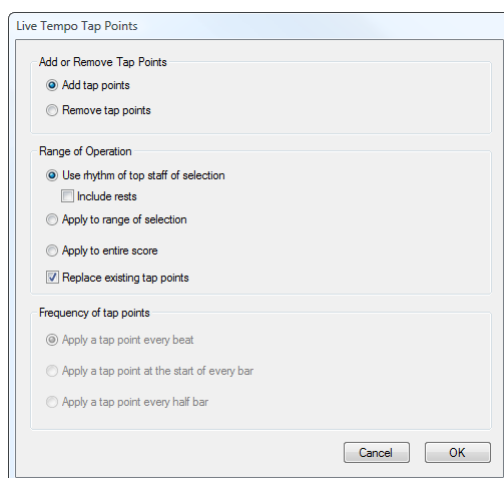 Live Tempo Tap Points
Add or Remove Tap Points
Add tap points
Remove tap points
Range of Operation
Use rhythm of top staff of selection
Include rests
Apply to range of selection
Apply to entire score
Replace existing tap points
Frequency of tap points
Apply a tap point every beat
Apply a tap point at the start of every bar
Apply a tap point every half bar
Cancel OK